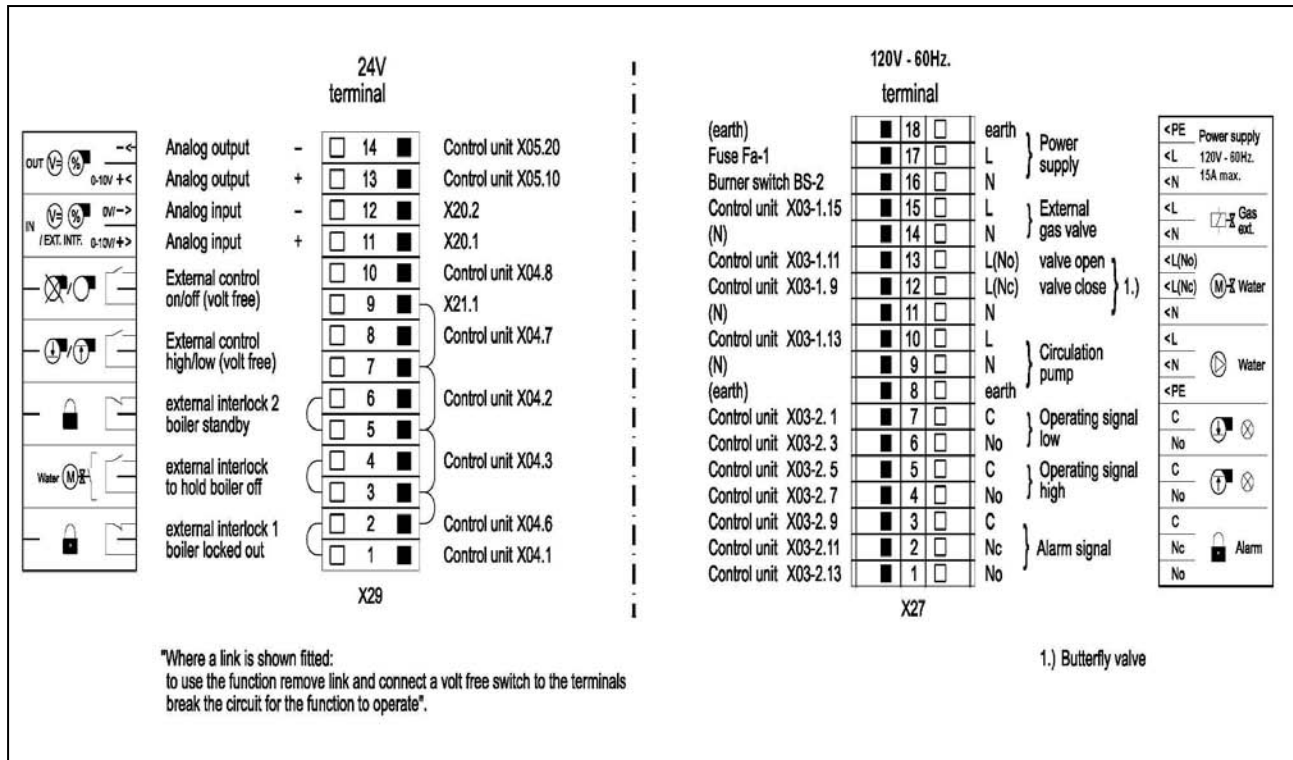 24V
terminal
OUT V= % -<
0-10V +<
IN V= % 0V/->
/ EXT. INTF. 0-10V/+>
Water M
Analog output - 14 Control unit X05.20
Analog output + 13 Control unit X05.10
Analog input - 12 X20.2
Analog input + 11 X20.1
External control
on/off (volt free)
10 Control unit X04.8
9 X21.1
External control
high/low (volt free)
8 Control unit X04.7
7
external interlock 2
boiler standby
6 Control unit X04.2
5
external interlock
to hold boiler off
4 Control unit X04.3
3
external interlock 1
boiler locked out
2 Control unit X04.6
1 Control unit X04.1
X29
"Where a link is shown fitted:
to use the function remove link and connect a volt free switch to the terminals
break the circuit for the function to operate".
120V - 60Hz.
terminal
(earth) 18 earth
Fuse Fa-1 17 L
Burner switch BS-2 16 N
Power
supply
Control unit X03-1.15 15 L
(N) 14 N
External
gas valve
Control unit X03-1.11 13 L(No) valve open
Control unit X03-1. 9 12 L(Nc) valve close
(N) 11 N
1.)
Control unit X03-1.13 10 L
(N) 9 N
(earth) 8 earth
Circulation
pump
Control unit X03-2. 1 7 C
Control unit X03-2. 3 6 No
Operating signal
low
Control unit X03-2. 5 5 C
Control unit X03-2. 7 4 No
Operating signal
high
Control unit X03-2. 9 3 C
Control unit X03-2.11 2 Nc
Control unit X03-2.13 1 No
Alarm signal
X27
<PE
<L
<N
Power supply
120V - 60Hz.
15A max.
<L
<N
Gas
ext.
<L(No)
<L(Nc)
<N
M Water
<L
<N
<PE
Water
C
No
C
No
C
Nc
No
Alarm
1.) Butterfly valve